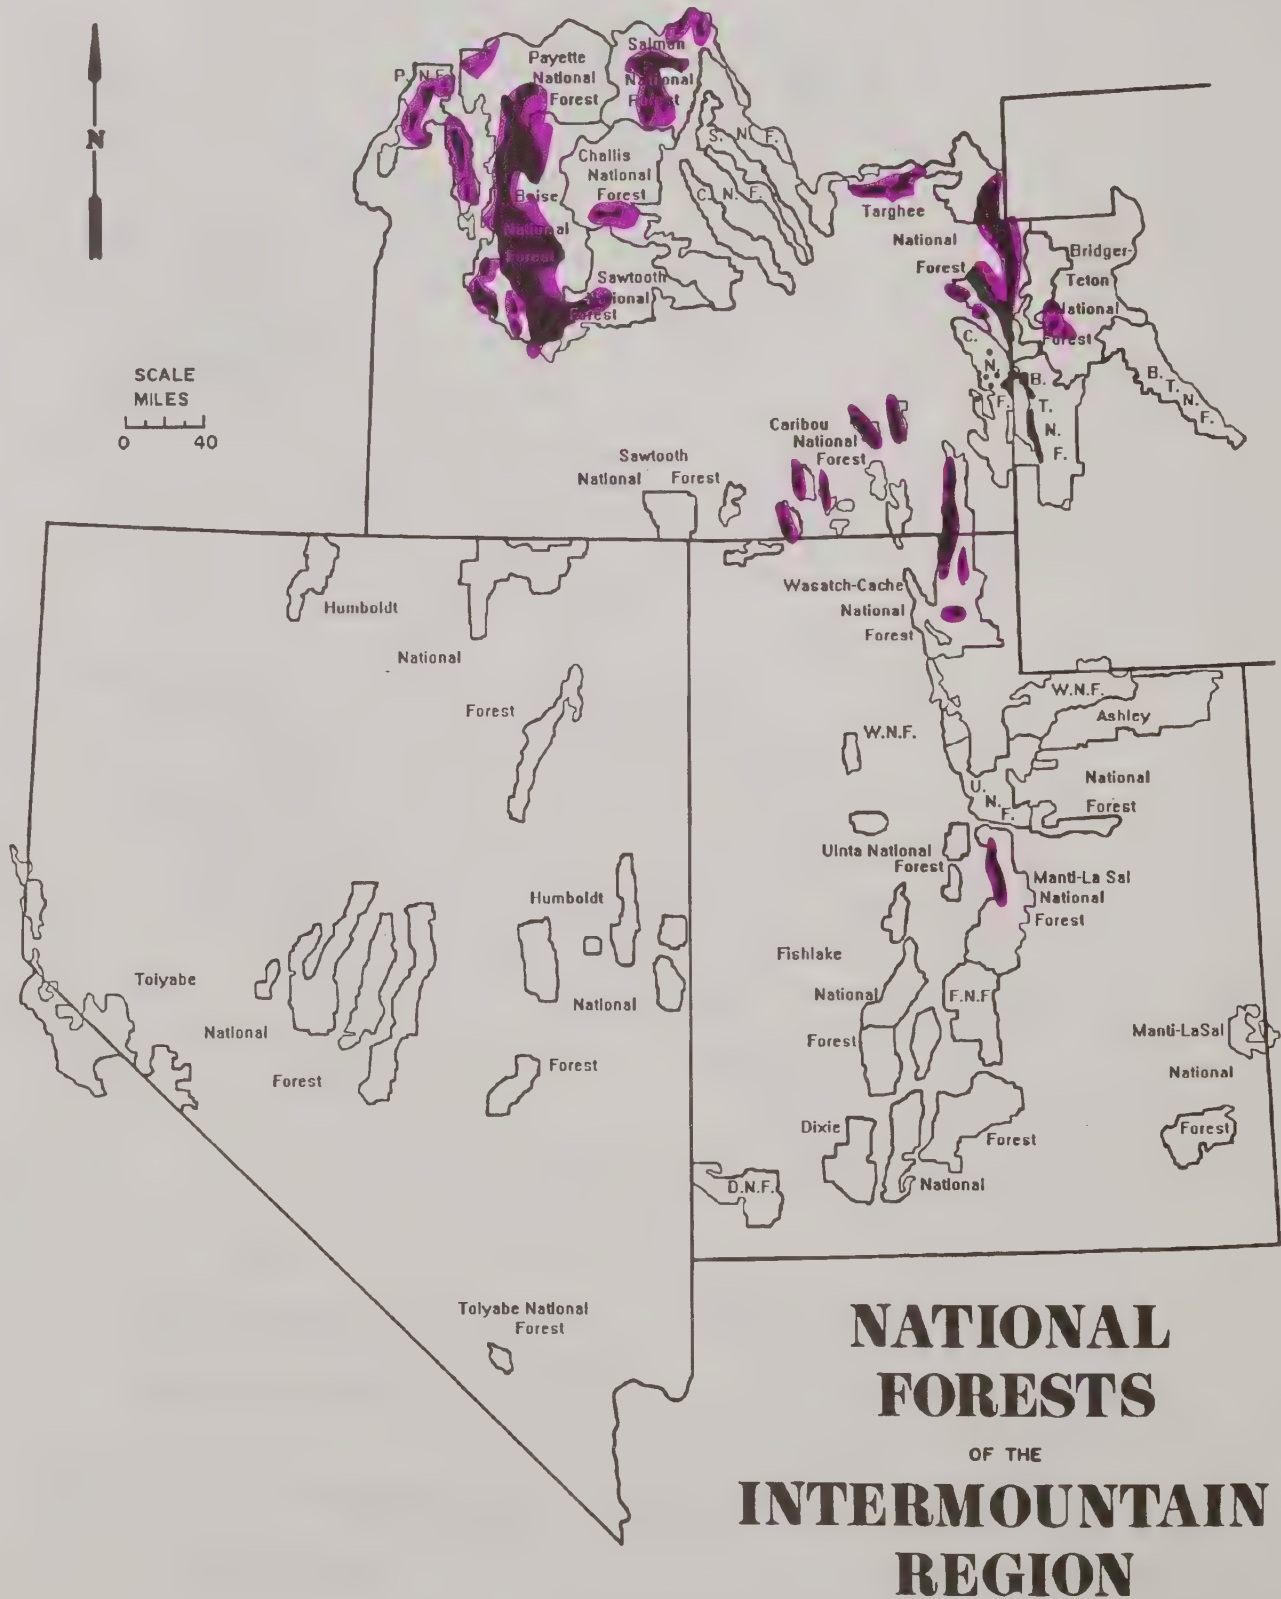 N
SCALE
MILES
0 40
P.N.F.
Payette
National
Forest
Salmon
National
Forest
Challis
National
Forest
S. N. F.
C. N. F.
Boise
National
Forest
Sawtooth
National
Forest
Targhee
National
Forest
Bridger-
Teton
National
Forest
C.
N.
F.
B.
T.
N.
F.
B.
T.
N.
F.
Caribou
National
Forest
Sawtooth
National Forest
Humboldt
National
Forest
Wasatch-Cache
National
Forest
W.N.F.
Ashley
National
Forest
W.N.F.
U.
N.
F.
Uinta National
Forest
Manti-La Sal
National
Forest
Humboldt
National
Forest
Toiyabe
National
Forest
Fishlake
National
Forest
F.N.F
Manti-LaSal
National
Forest
Dixie
Forest
National
D.N.F.
Toiyabe National
Forest
NATIONAL
FORESTS
OF THE
INTERMOUNTAIN
REGION